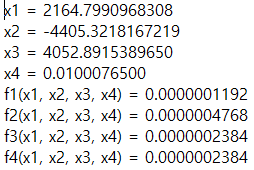 x1 = 2164.7990968308
x2 = -4405.3218167219
x3 = 4052.8915389650
x4 = 0.0100076500
f1(x1, x2, x3, x4) = 0.0000001192
f2(x1, x2, x3, x4) = 0.0000004768
f3(x1, x2, x3, x4) = 0.0000002384
f4(x1, x2, x3, x4) = 0.0000002384